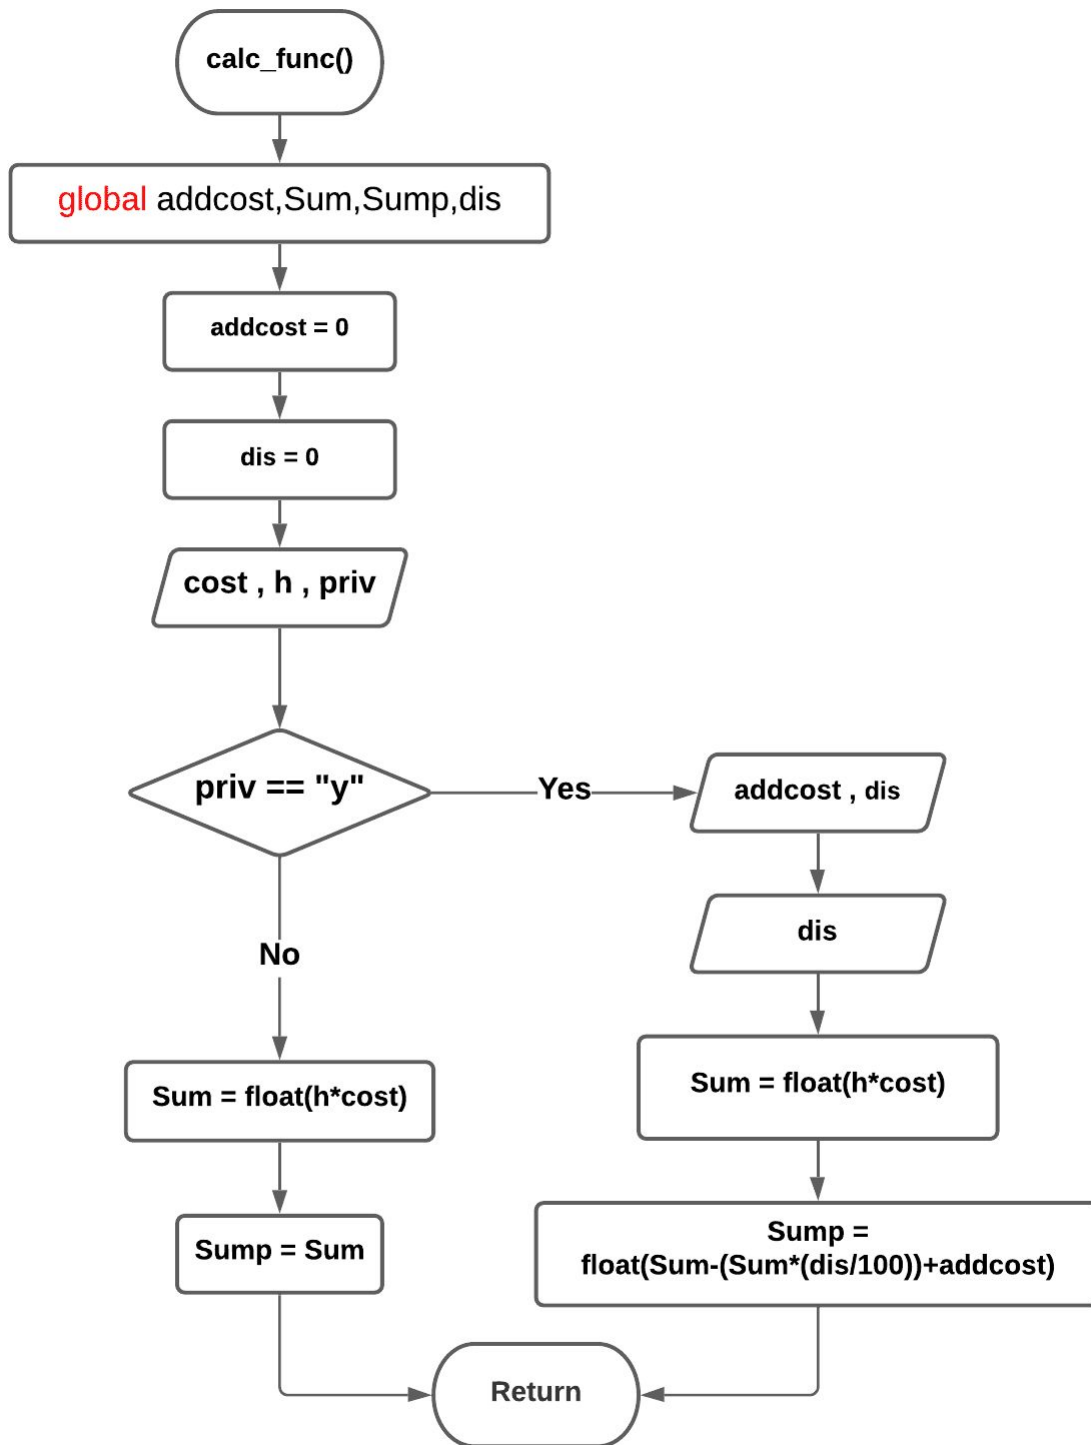 calc_func()
global addcost,Sum,Sump,dis
addcost = 0
dis = 0
cost , h , priv
priv == "y"
Yes
addcost , dis
dis
No
Sum = float(h*cost)
Sum = float(h*cost)
Sump = Sum
Sump =
float(Sum-(Sum*(dis/100))+addcost)
Return